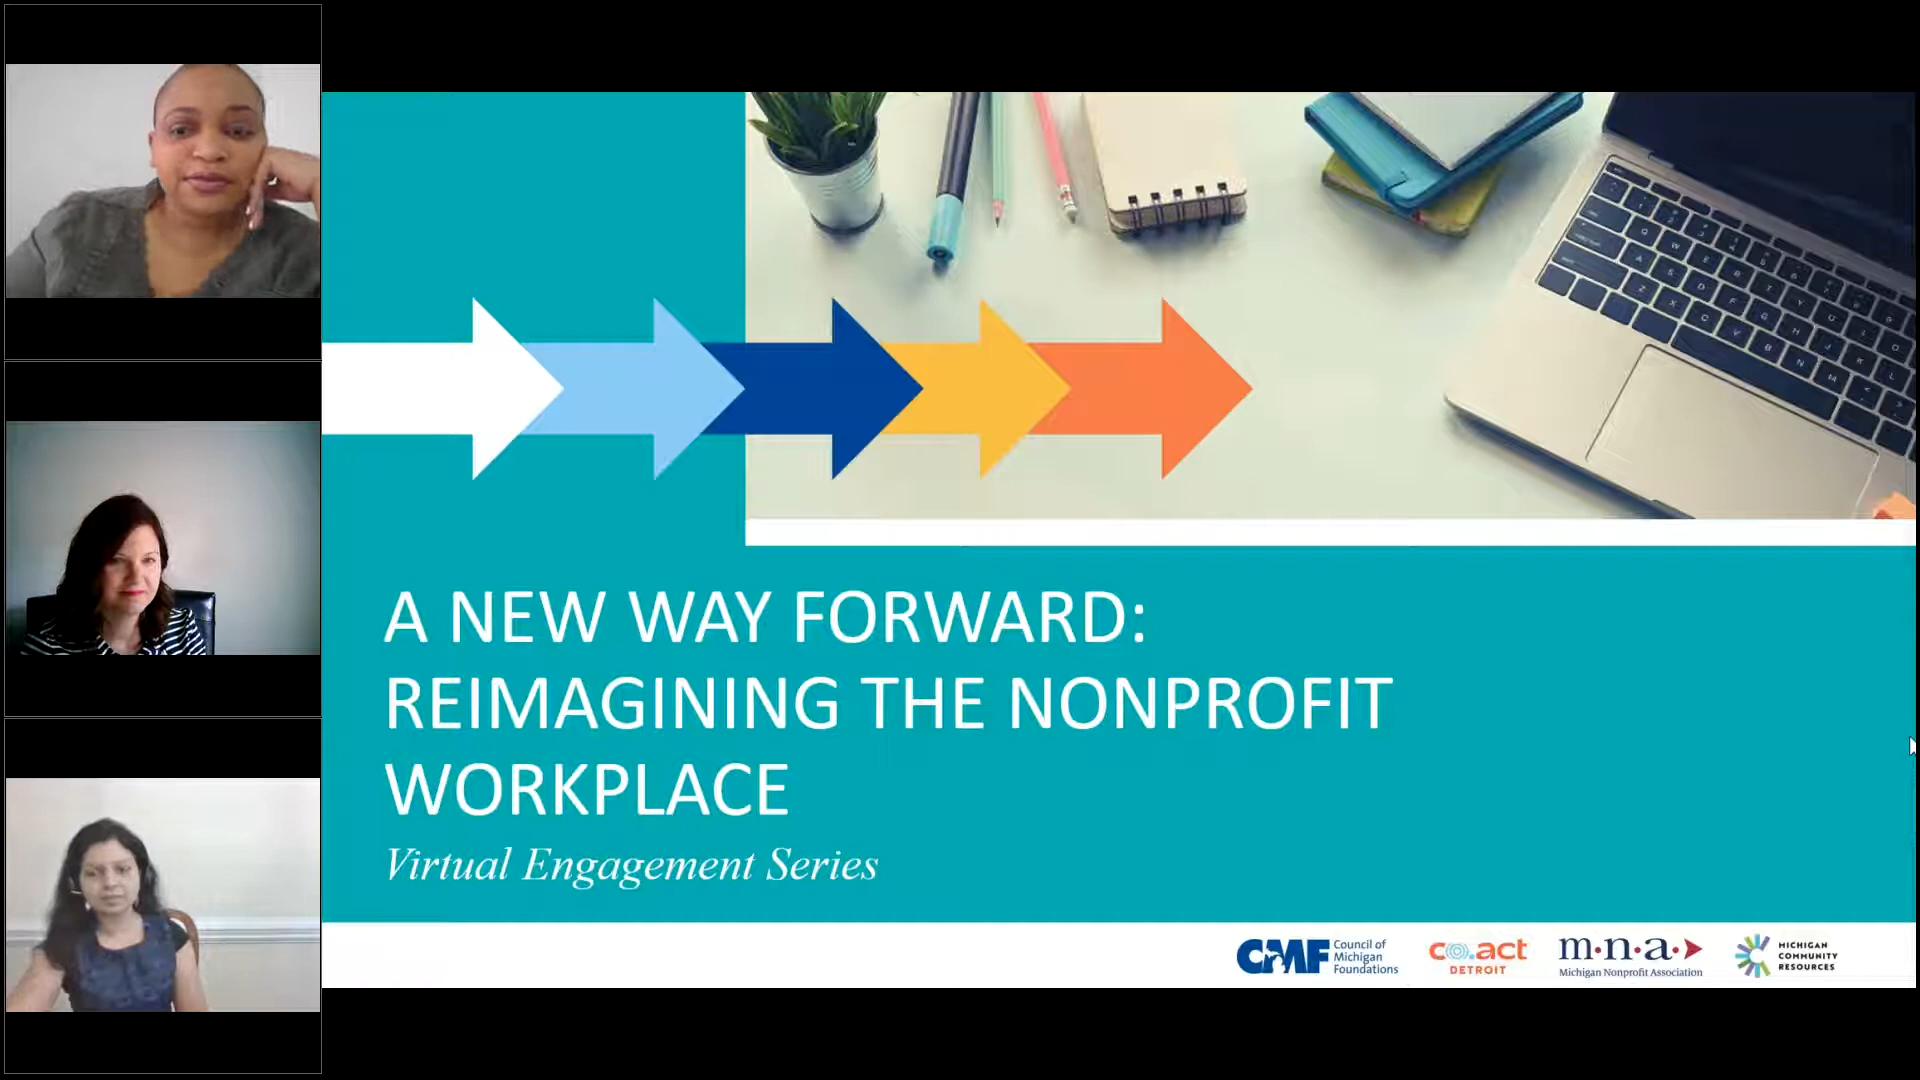 A NEW WAY FORWARD:
REIMAGINING THE NONPROFIT
WORKPLACE
Virtual Engagement Series
CMF
Council of
Michigan
Foundations
co.act
DETROIT
m·n·a·
Michigan Nonprofit Association
MICHIGAN
COMMUNITY
RESOURCES